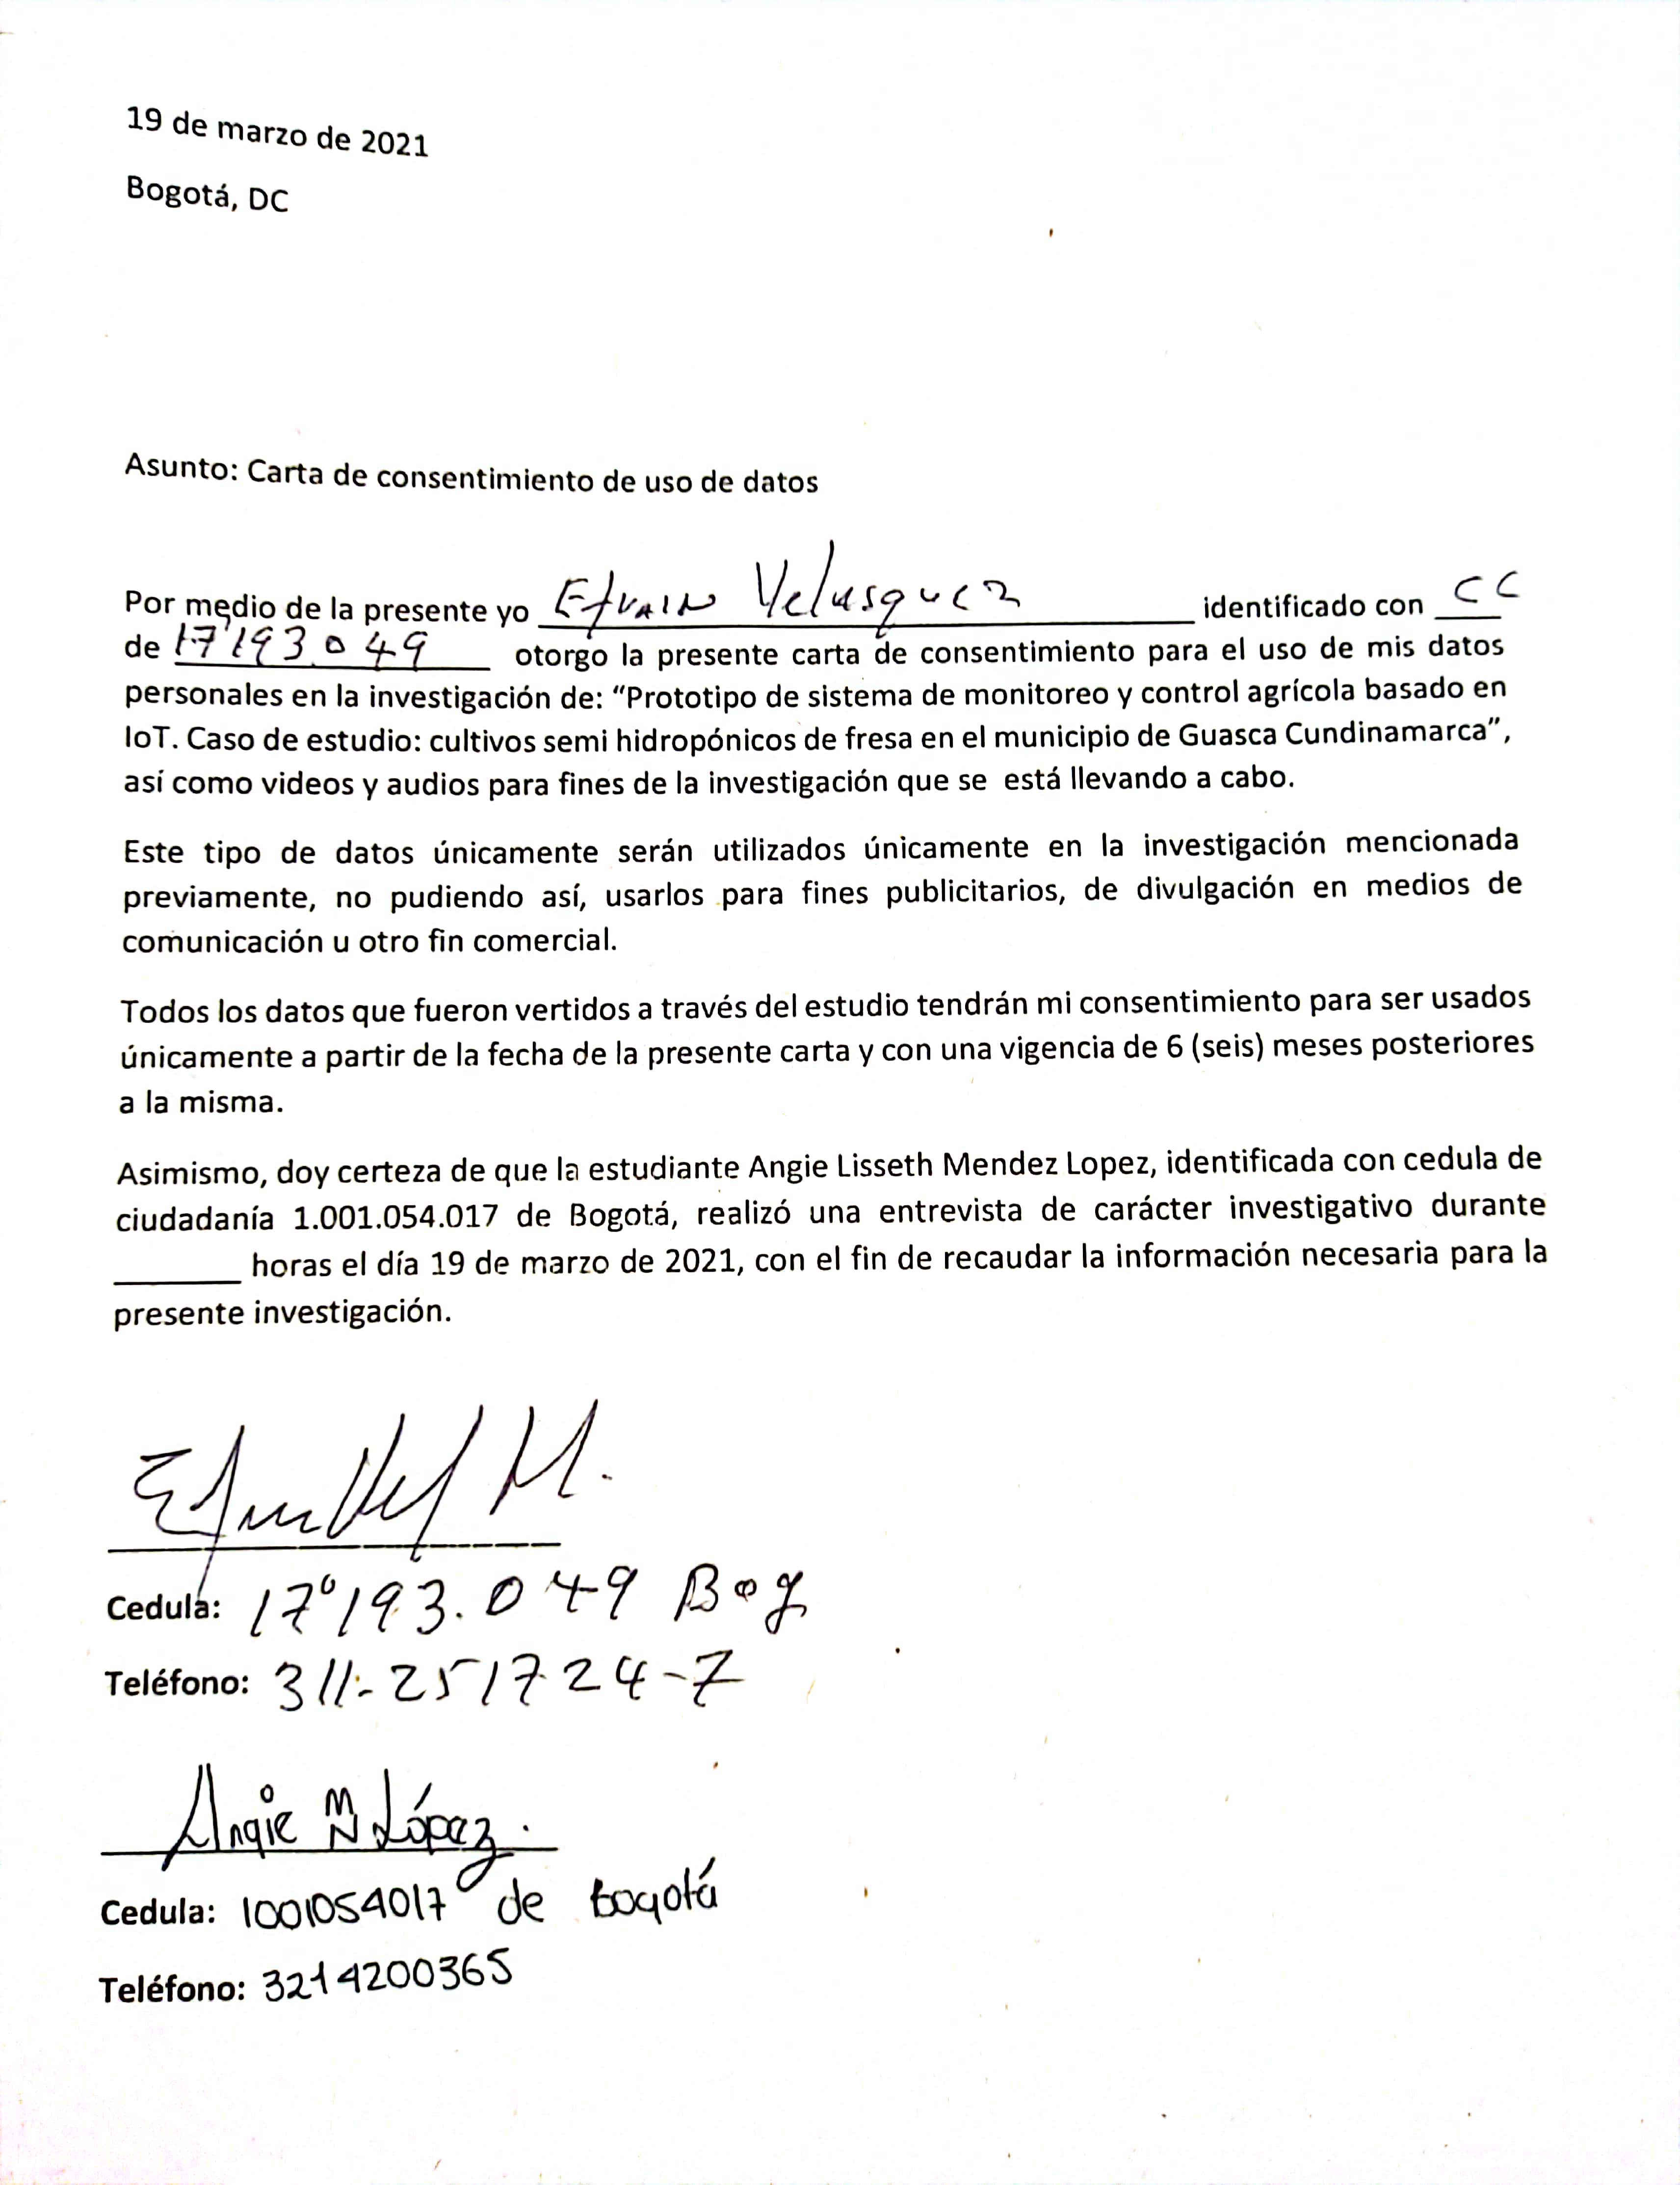 19 de marzo de 2021
Bogotá, DC
Asunto: Carta de consentimiento de uso de datos
Por medio de la presente yo Efrain Velasquez identificado con CC
de 17'193.049 otorgo la presente carta de consentimiento para el uso de mis datos
personales en la investigación de: “Prototipo de sistema de monitoreo y control agrícola basado en
IoT. Caso de estudio: cultivos semi hidropónicos de fresa en el municipio de Guasca Cundinamarca”,
así como videos y audios para fines de la investigación que se está llevando a cabo.
Este tipo de datos únicamente serán utilizados únicamente en la investigación mencionada
previamente, no pudiendo así, usarlos para fines publicitarios, de divulgación en medios de
comunicación u otro fin comercial.
Todos los datos que fueron vertidos a través del estudio tendrán mi consentimiento para ser usados
únicamente a partir de la fecha de la presente carta y con una vigencia de 6 (seis) meses posteriores
a la misma.
Asimismo, doy certeza de que la estudiante Angie Lisseth Mendez Lopez, identificada con cedula de
ciudadanía 1.001.054.017 de Bogotá, realizó una entrevista de carácter investigativo durante
_______ horas el día 19 de marzo de 2021, con el fin de recaudar la información necesaria para la
presente investigación.
Cedula: 17'193.049 Bog
Teléfono: 311-251724-7
Angie M López.
Cedula: 1001054017 de Bogotá
Teléfono: 3214200365